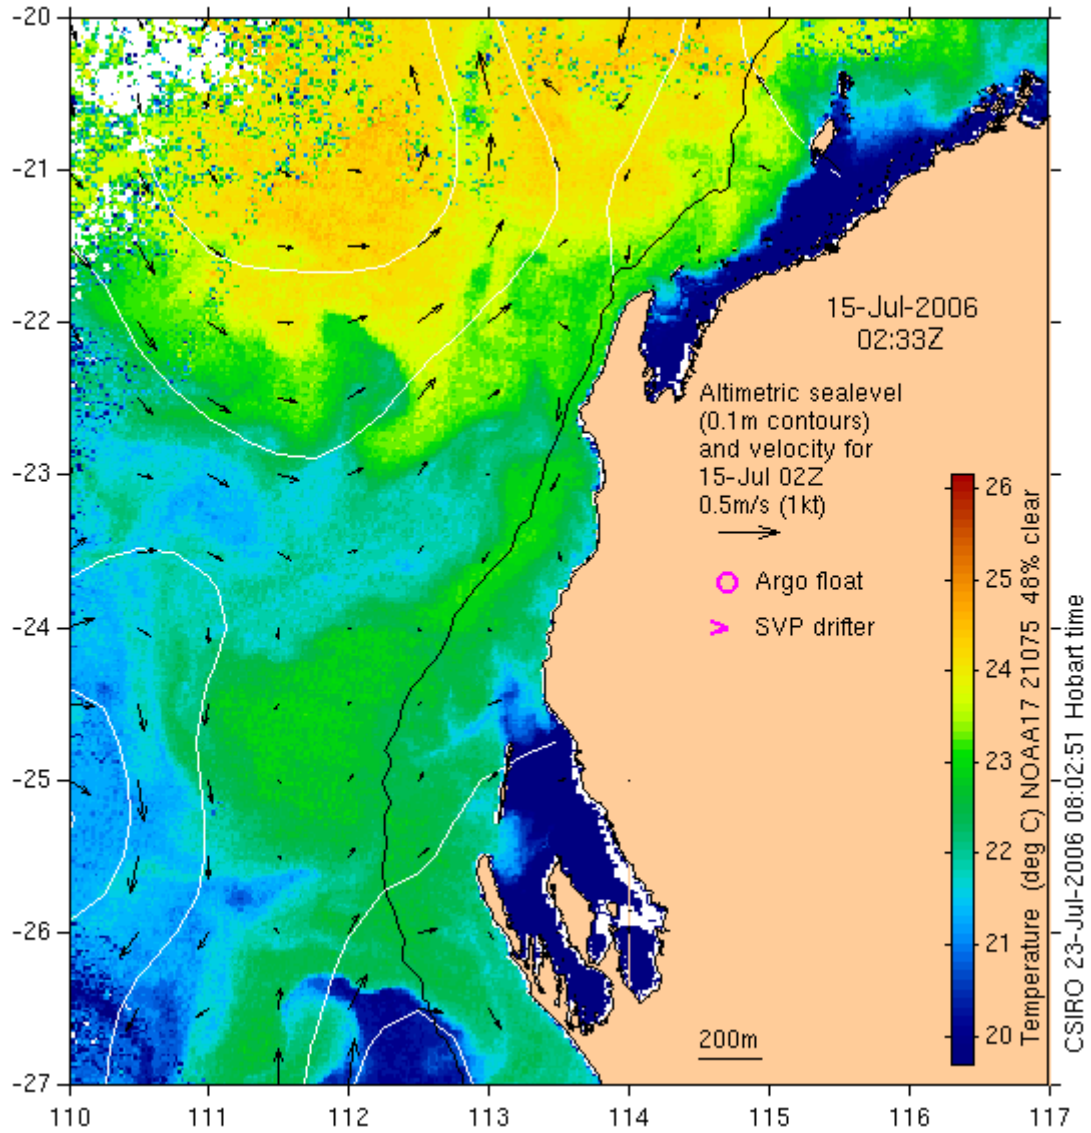 -20
-21
-22
-23
-24
-25
-26
-27
110
111
112
113
114
115
116
117
15-Jul-2006
02:33Z
Altimetric sealevel
(0.1m contours)
and velocity for
15-Jul 02Z
0.5m/s (1kt)
Argo float
SVP drifter
200m
26
25
24
23
22
21
20
Temperature (deg C) NOAA17 21075 48% clear
CSIRO 23-Jul-2006 08:02:51 Hobart time